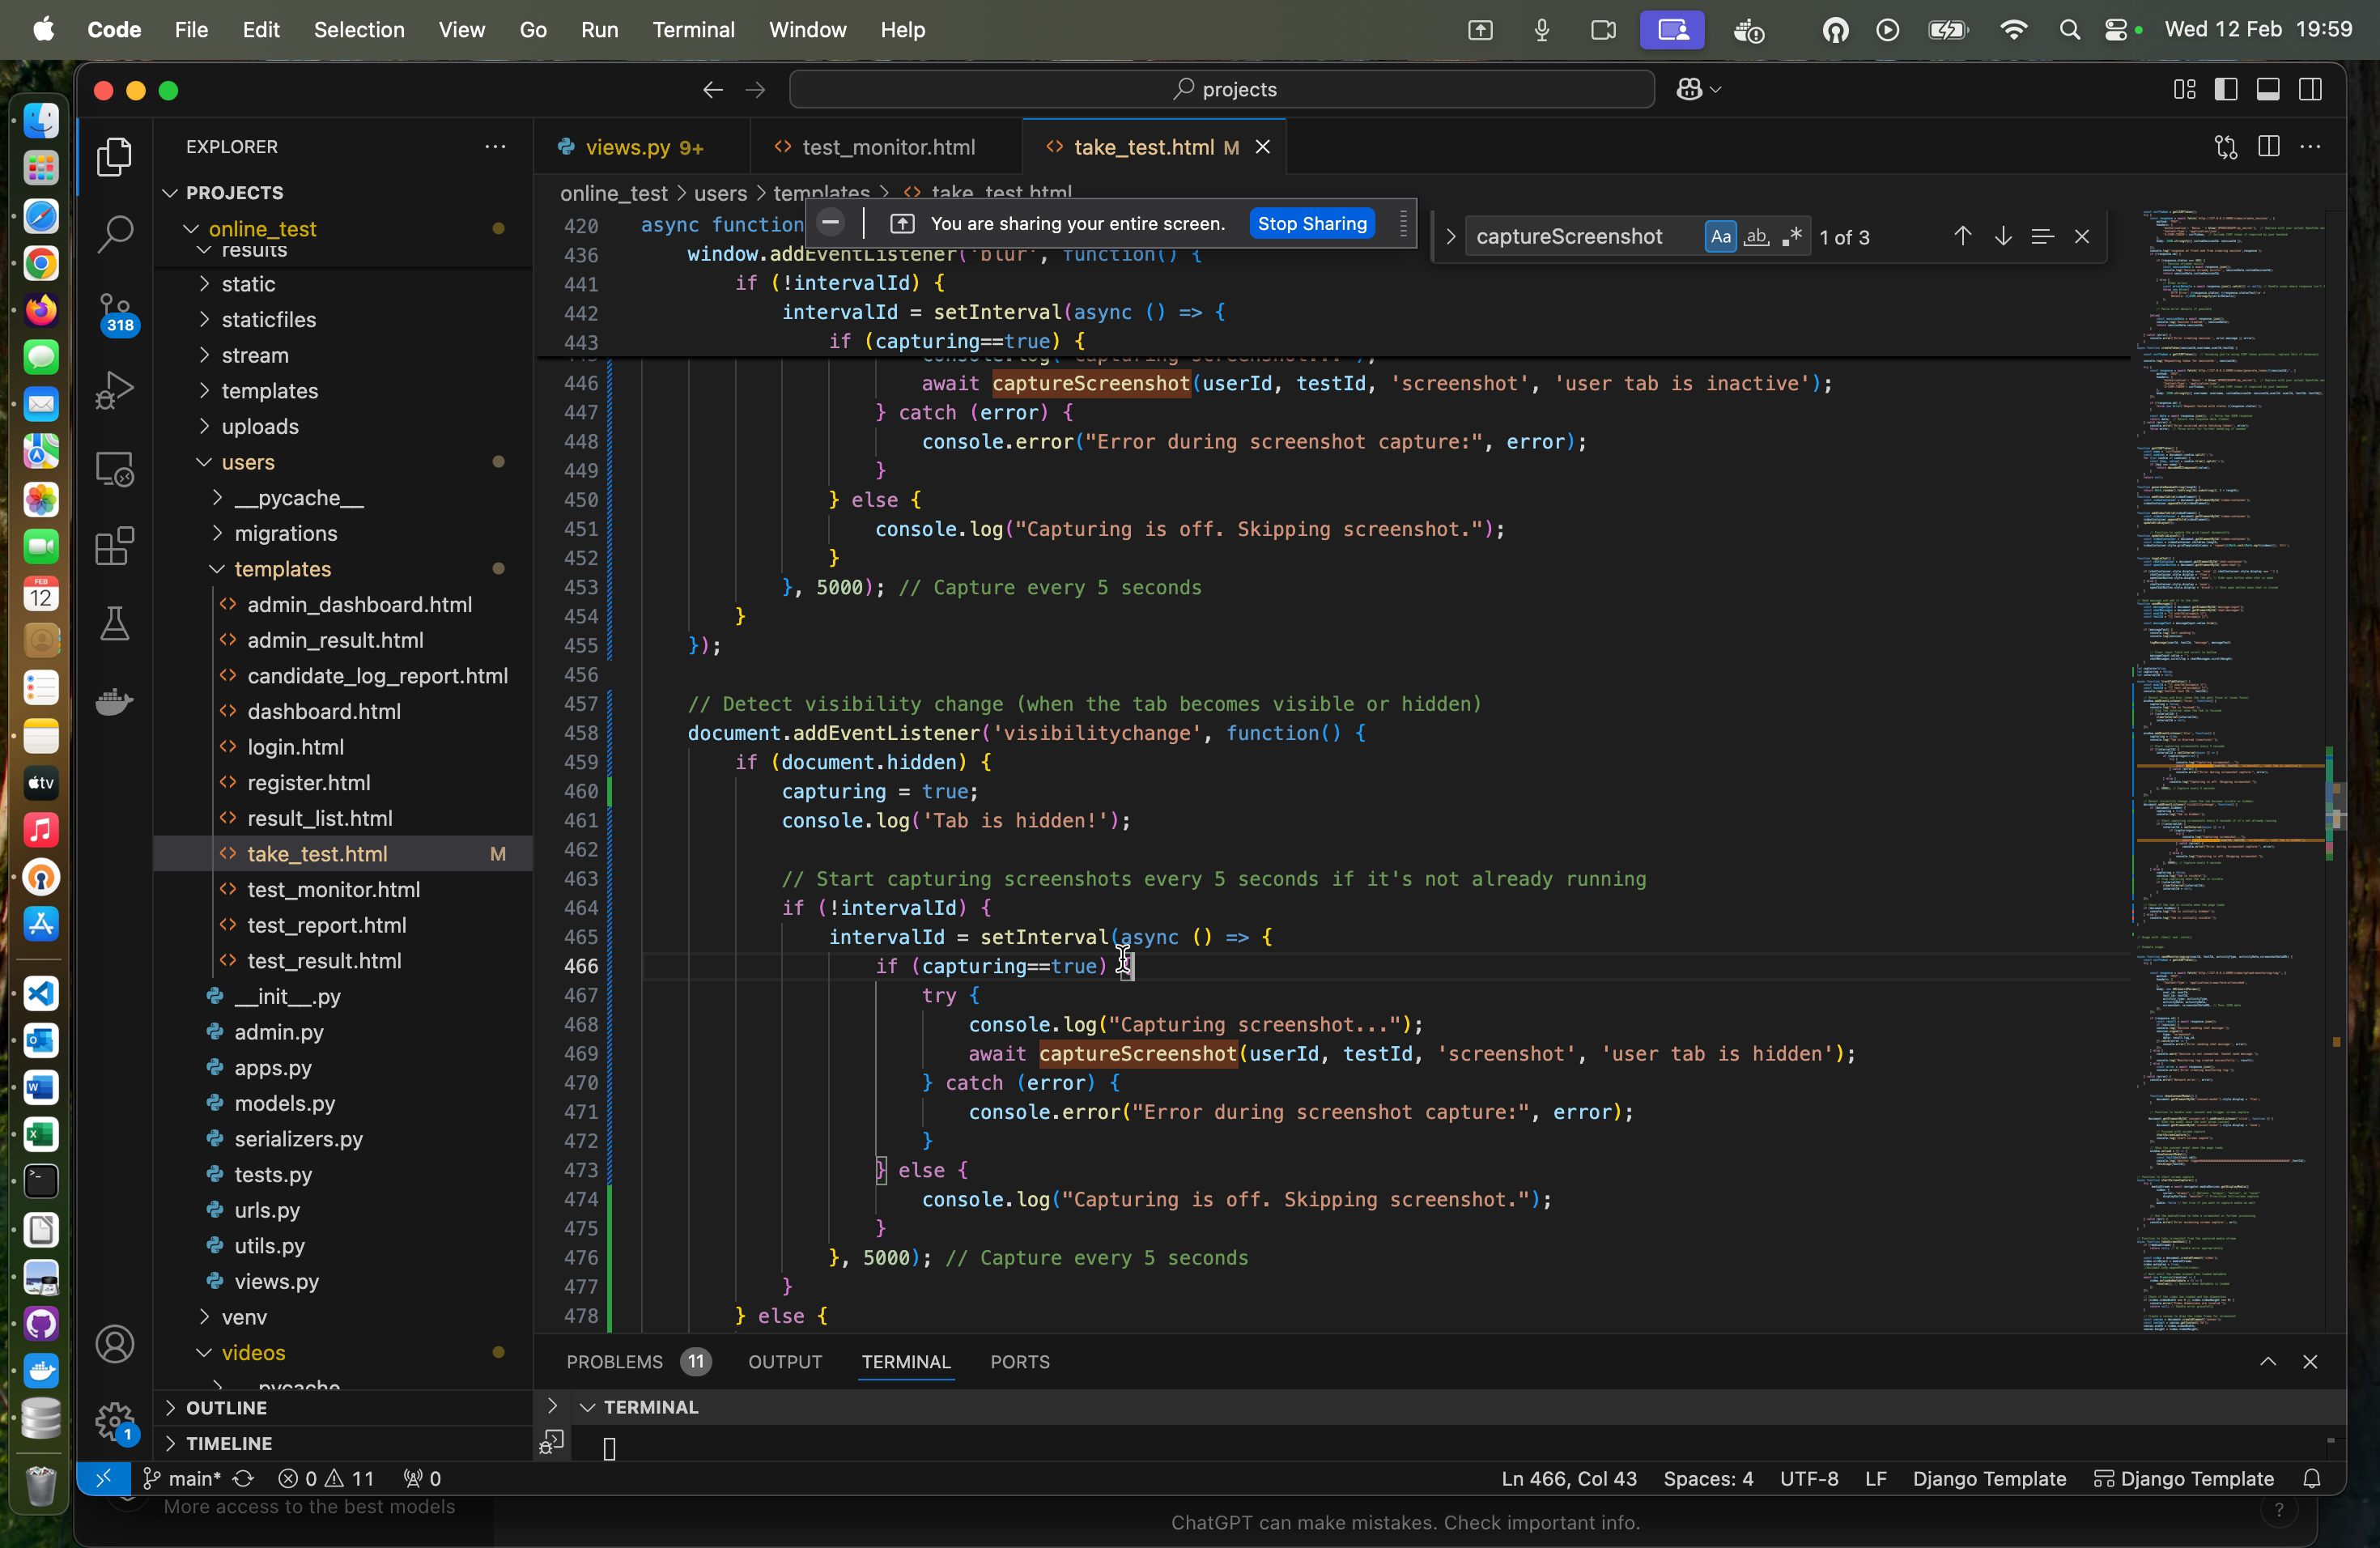 Code File Edit Selection View Go Run Terminal Window Help Wed 12 Feb 19:59
projects
EXPLORER
PROJECTS
online_test
results
static
staticfiles
stream
templates
uploads
users
__pycache__
migrations
templates
admin_dashboard.html
admin_result.html
candidate_log_report.html
dashboard.html
login.html
register.html
result_list.html
take_test.html M
test_monitor.html
test_report.html
test_result.html
__init__.py
admin.py
apps.py
models.py
serializers.py
tests.py
urls.py
utils.py
views.py
venv
videos
pycache
OUTLINE
TIMELINE
318
1
FEB
12
tv
views.py 9+ test_monitor.html take_test.html M
online_test > users > templates > take_test.html
You are sharing your entire screen. Stop Sharing
captureScreenshot Aa ab 1 of 3
420 async function
436 window.addEventListener('blur', function() {
441 if (!intervalId) {
442 intervalId = setInterval(async () => {
443 if (capturing==true) {
446 await captureScreenshot(userId, testId, 'screenshot', 'user tab is inactive');
447 } catch (error) {
448 console.error("Error during screenshot capture:", error);
449 }
450 } else {
451 console.log("Capturing is off. Skipping screenshot.");
452 }
453 }, 5000); // Capture every 5 seconds
454 }
455 });
456
457 // Detect visibility change (when the tab becomes visible or hidden)
458 document.addEventListener('visibilitychange', function() {
459 if (document.hidden) {
460 capturing = true;
461 console.log('Tab is hidden!');
462
463 // Start capturing screenshots every 5 seconds if it's not already running
464 if (!intervalId) {
465 intervalId = setInterval(async () => {
466 if (capturing==true) {
467 try {
468 console.log("Capturing screenshot...");
469 await captureScreenshot(userId, testId, 'screenshot', 'user tab is hidden');
470 } catch (error) {
471 console.error("Error during screenshot capture:", error);
472 }
473 } else {
474 console.log("Capturing is off. Skipping screenshot.");
475 }
476 }, 5000); // Capture every 5 seconds
477 }
478 } else {
PROBLEMS 11 OUTPUT TERMINAL PORTS
TERMINAL
main* 0 11 0 Ln 466, Col 43 Spaces: 4 UTF-8 LF Django Template Django Template
More access to the best models
ChatGPT can make mistakes. Check important info.
?